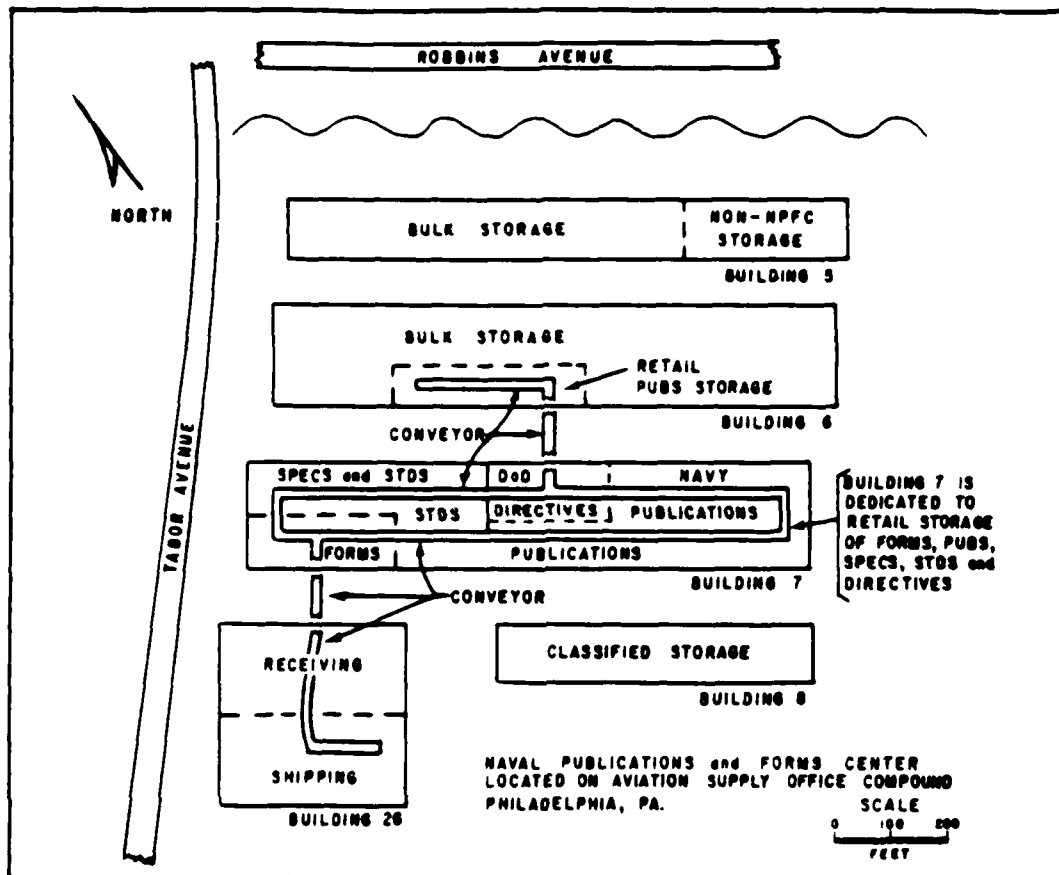 ROBBINS AVENUE
NORTH
TABOR AVENUE
BULK STORAGE
NON-NPFC
STORAGE
BUILDING 5
BULK STORAGE
RETAIL
PUBS STORAGE
BUILDING 6
CONVEYOR
SPECS and STDS
DoD
NAVY
STDS
DIRECTIVES
PUBLICATIONS
FORMS
PUBLICATIONS
BUILDING 7
BUILDING 7 IS
DEDICATED TO
RETAIL STORAGE
OF FORMS, PUBS,
SPECS, STDS and
DIRECTIVES
CONVEYOR
RECEIVING
SHIPPING
BUILDING 26
CLASSIFIED STORAGE
BUILDING 8
NAVAL PUBLICATIONS and FORMS CENTER
LOCATED ON AVIATION SUPPLY OFFICE COMPOUND
PHILADELPHIA, PA.
SCALE
0 100 200
FEET